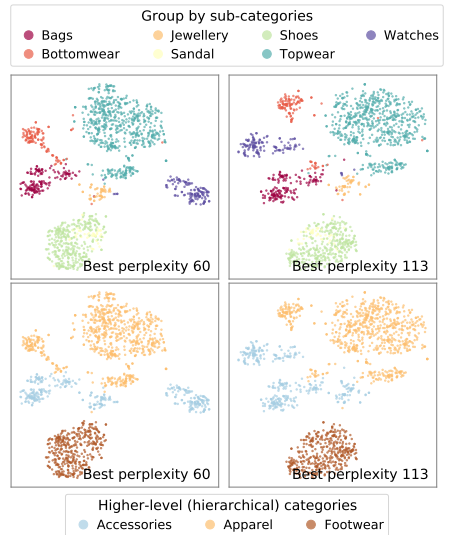 Group by sub-categories
Bags Jewellery Shoes Watches
Bottomwear Sandal Topwear
Best perplexity 60 Best perplexity 113
Best perplexity 60 Best perplexity 113
Higher-level (hierarchical) categories
Accessories Apparel Footwear